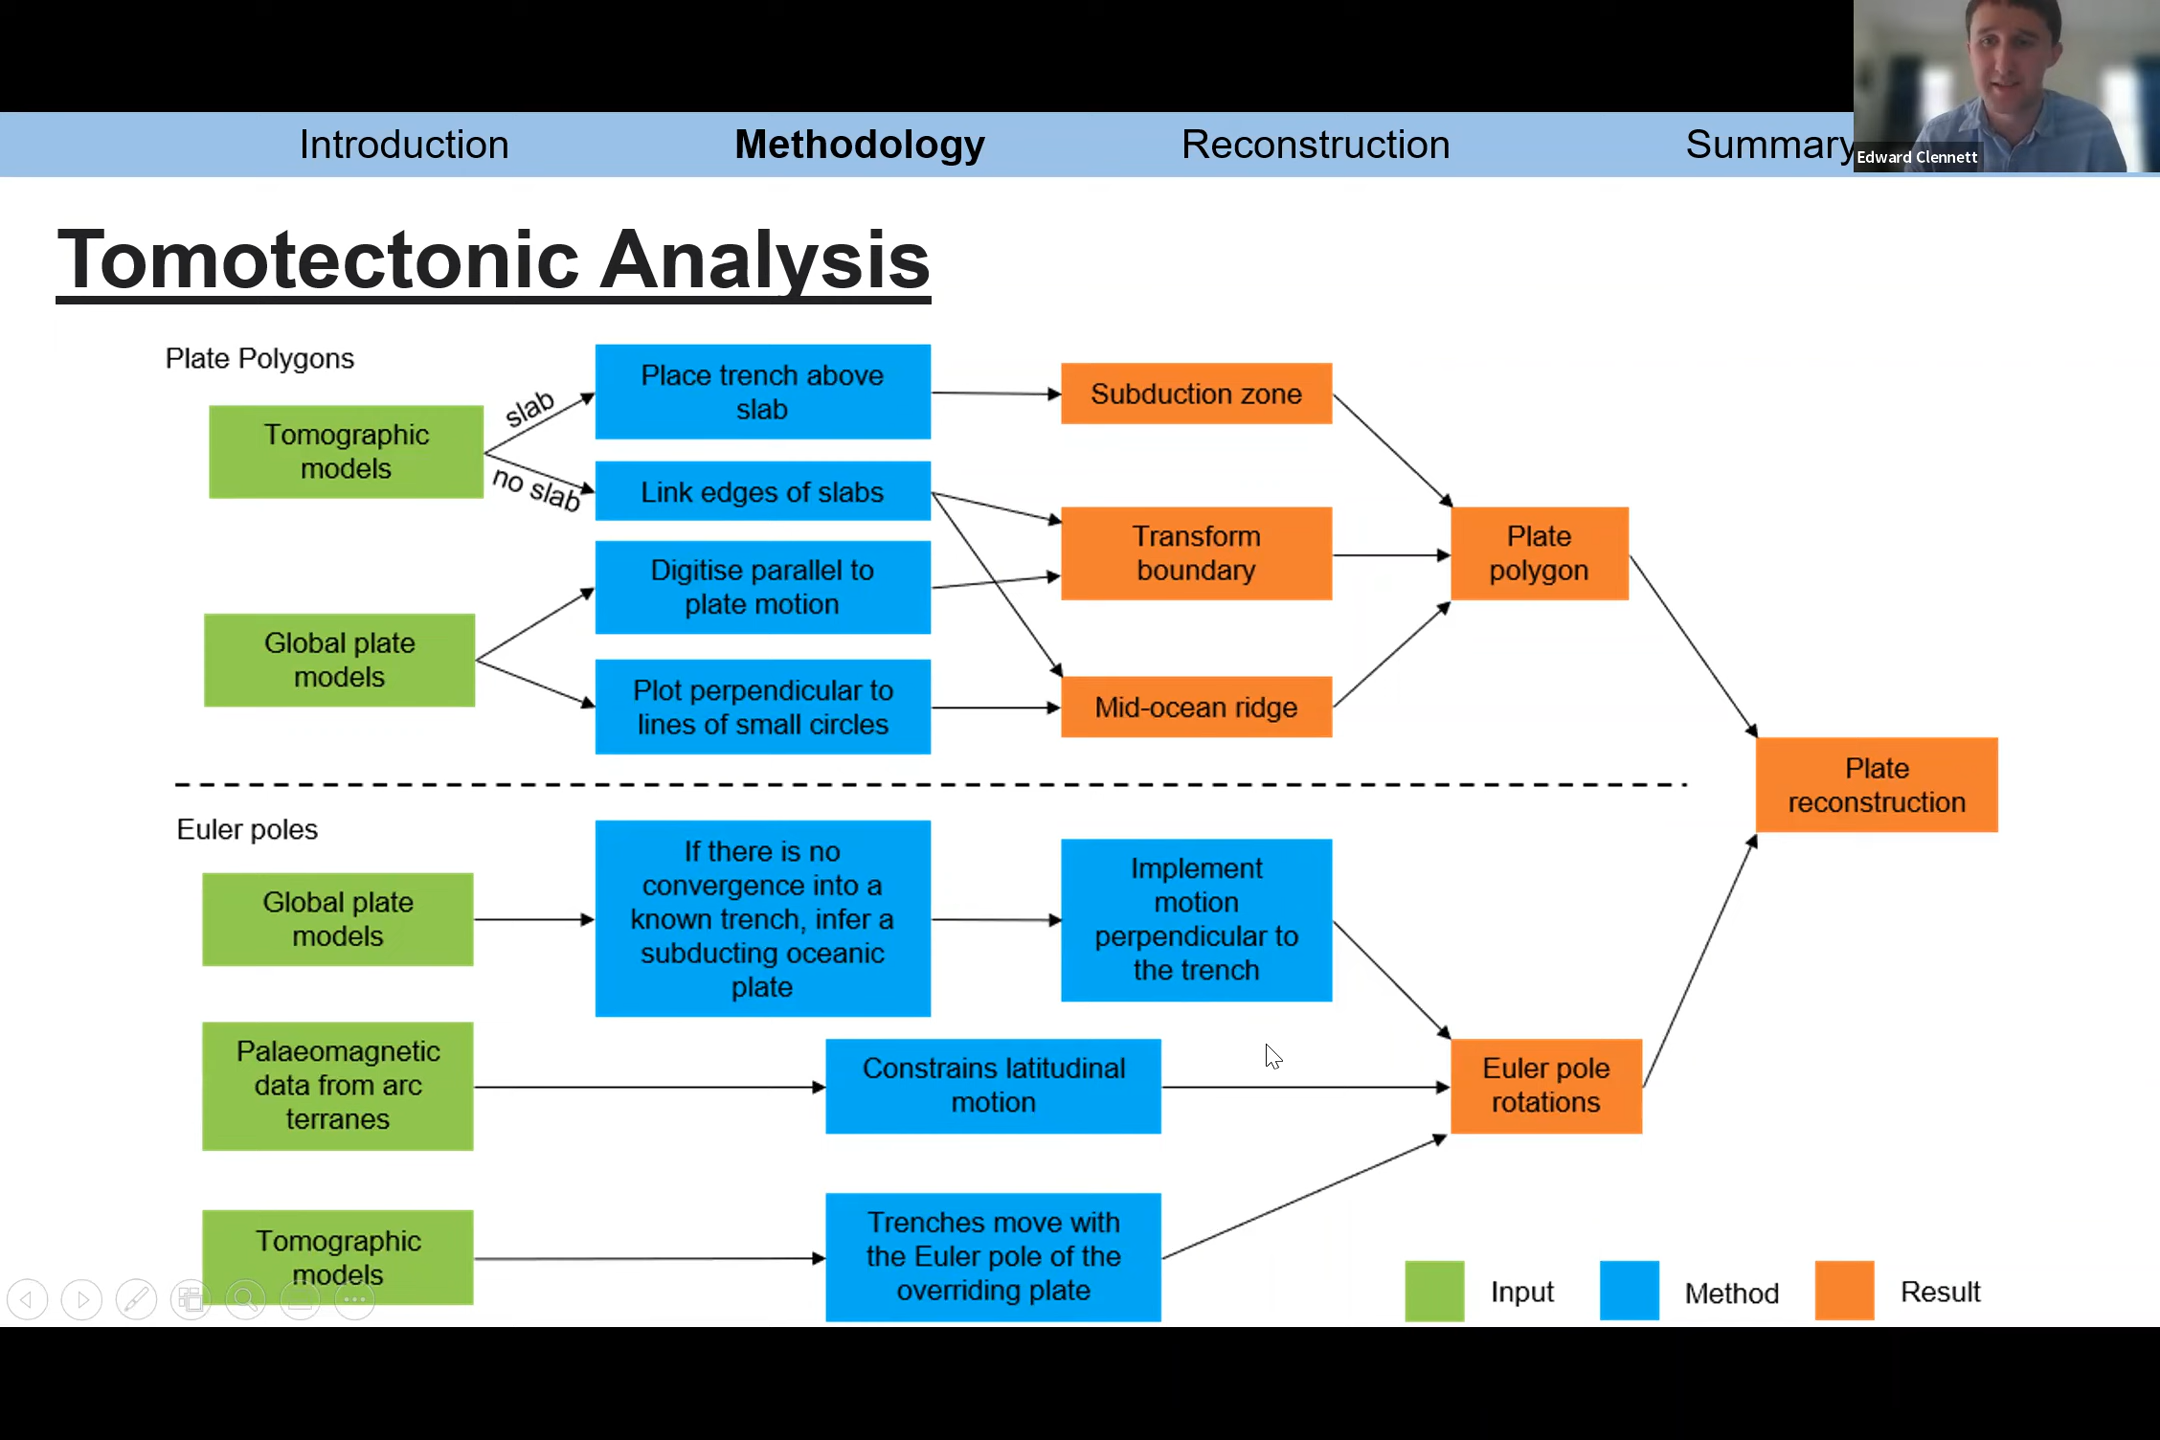 Introduction
Methodology
Reconstruction
Summary
Edward Clennett
Tomotectonic Analysis
Plate Polygons
Tomographic
models
slab
no slab
Place trench above
slab
Link edges of slabs
Global plate
models
Digitise parallel to
plate motion
Plot perpendicular to
lines of small circles
Subduction zone
Transform
boundary
Mid-ocean ridge
Plate
polygon
Plate
reconstruction
Euler poles
Global plate
models
If there is no
convergence into a
known trench, infer a
subducting oceanic
plate
Implement
motion
perpendicular to
the trench
Palaeomagnetic
data from arc
terranes
Constrains latitudinal
motion
Euler pole
rotations
Tomographic
models
Trenches move with
the Euler pole of the
overriding plate
Input
Method
Result